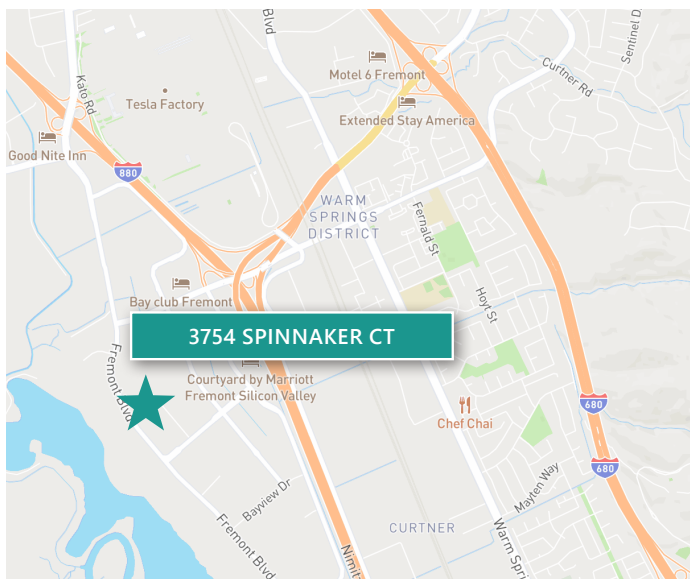 Blvd
Sentinel D
Motel 6 Fremont
Curtner Rd
Kato Rd
Tesla Factory
Extended Stay America
Good Nite Inn
880
WARM
SPRINGS
DISTRICT
Fernald St
Bay club Fremont
Hoyt St
3754 SPINNAKER CT
Fremont Blvd
Courtyard by Marriott
Fremont Silicon Valley
680
Chef Chai
680
Mayten Way
Bayview Dr
Fremont Blvd
CURTNER
Nimit
Warm Spri